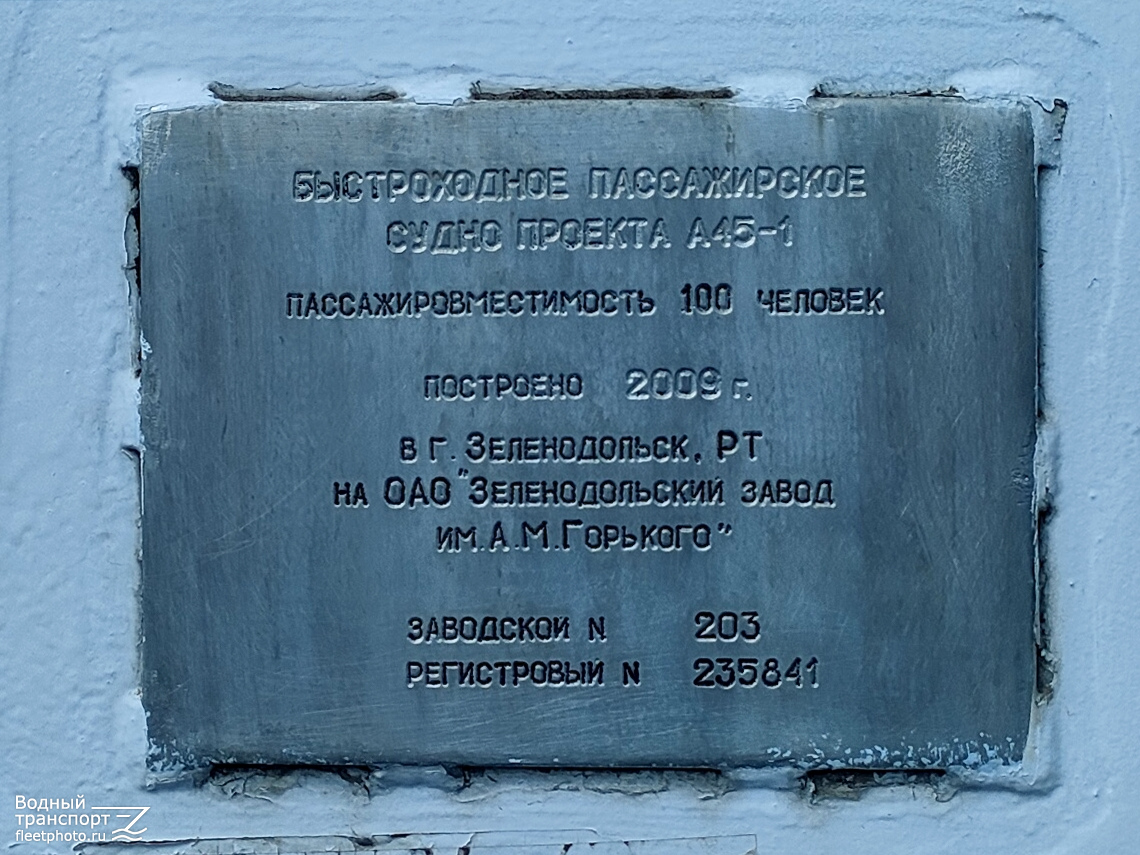 БЫСТРОХОДНОЕ ПАССАЖИРСКОЕ
СУДНО ПРОЕКТА А45-1
ПАССАЖИРОВМЕСТИМОСТЬ 100 ЧЕЛОВЕК
ПОСТРОЕНО 2009 г.
В Г. ЗЕЛЕНОДОЛЬСК, РТ
НА ОАО "ЗЕЛЕНОДОЛЬСКИЙ ЗАВОД
ИМ. А.М.ГОРЬКОГО"
ЗАВОДСКОЙ N 203
РЕГИСТРОВЫЙ N 235841
Водный
транспорт
fleetphoto.ru